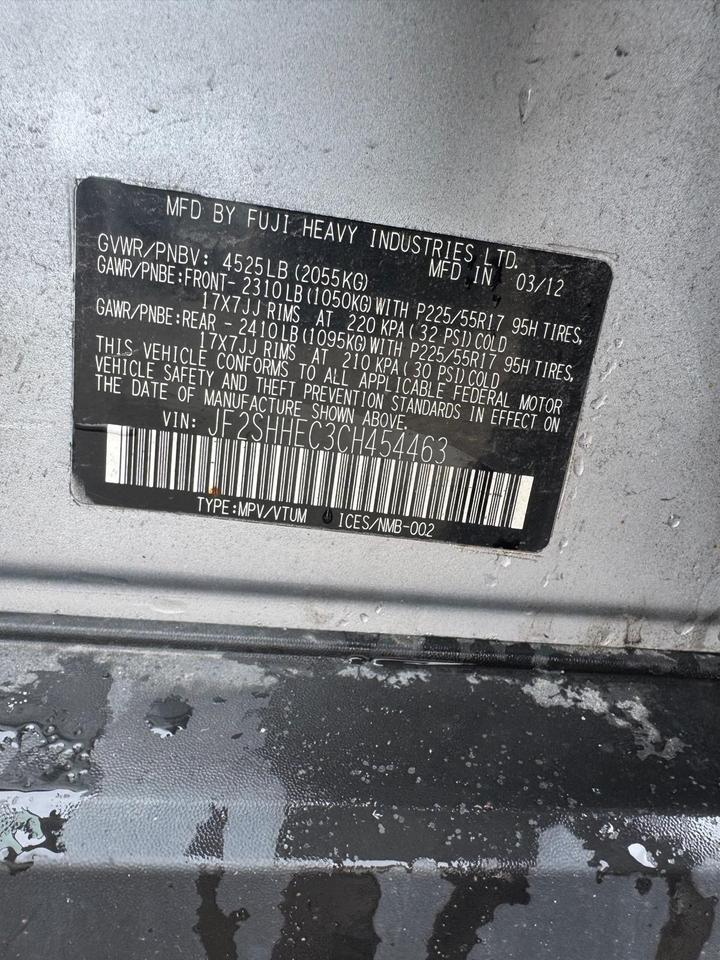 MFD BY FUJI HEAVY INDUSTRIES LTD.
GVWR/PNBV: 4525LB(2055KG) MFD IN 03/12
GAWR/PNBE:FRONT- 2310LB(1050KG)WITH P225/55R17 95H TIRES,
17X7JJ RIMS AT 220 KPA(32 PSI)COLD
GAWR/PNBE:REAR - 2410LB(1095KG)WITH P225/55R17 95H TIRES,
17X7JJ RIMS AT 210 KPA(30 PSI)COLD
THIS VEHICLE CONFORMS TO ALL APPLICABLE FEDERAL MOTOR
VEHICLE SAFETY AND THEFT PREVENTION STANDARDS IN EFFECT ON
THE DATE OF MANUFACTURE SHOWN ABOVE.
VIN: JF2SHHEC3CH454463
TYPE:MPV/VTUM ICES/NMB-002